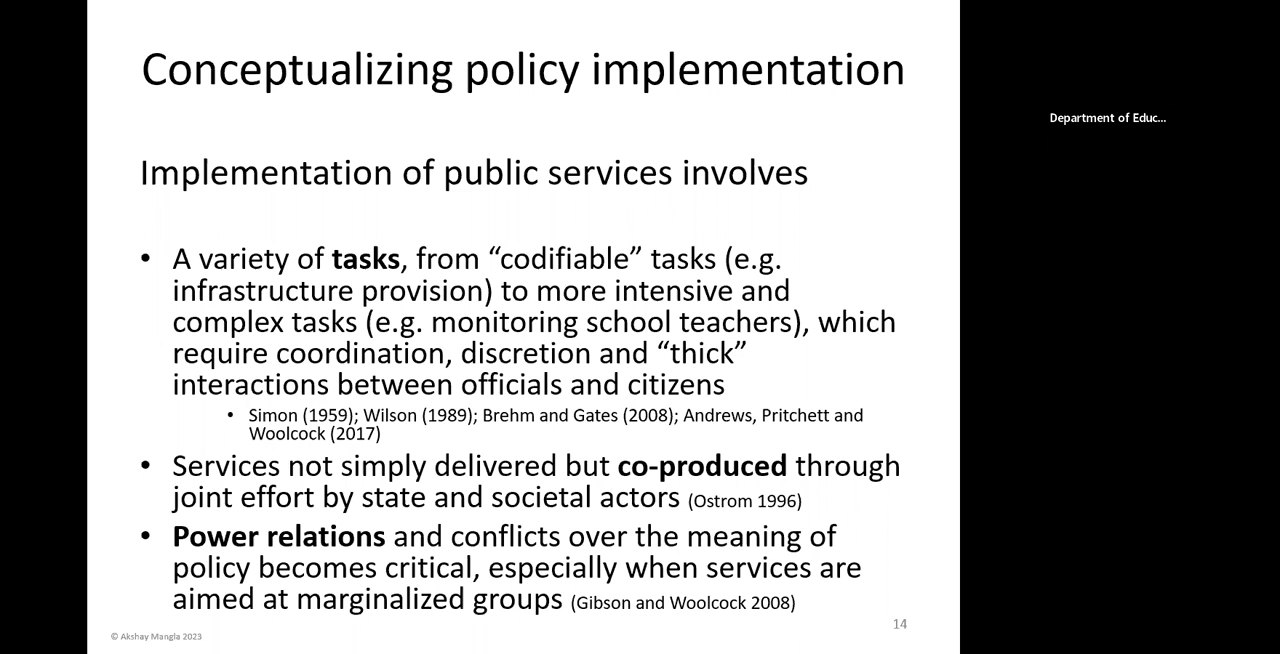 Conceptualizing policy implementation
Implementation of public services involves
• A variety of tasks, from “codifiable” tasks (e.g.
infrastructure provision) to more intensive and
complex tasks (e.g. monitoring school teachers), which
require coordination, discretion and “thick”
interactions between officials and citizens
• Simon (1959); Wilson (1989); Brehm and Gates (2008); Andrews, Pritchett and
Woolcock (2017)
• Services not simply delivered but co-produced through
joint effort by state and societal actors (Ostrom 1996)
• Power relations and conflicts over the meaning of
policy becomes critical, especially when services are
aimed at marginalized groups (Gibson and Woolcock 2008)
14
© Akshay Mangla 2023
Department of Educ...